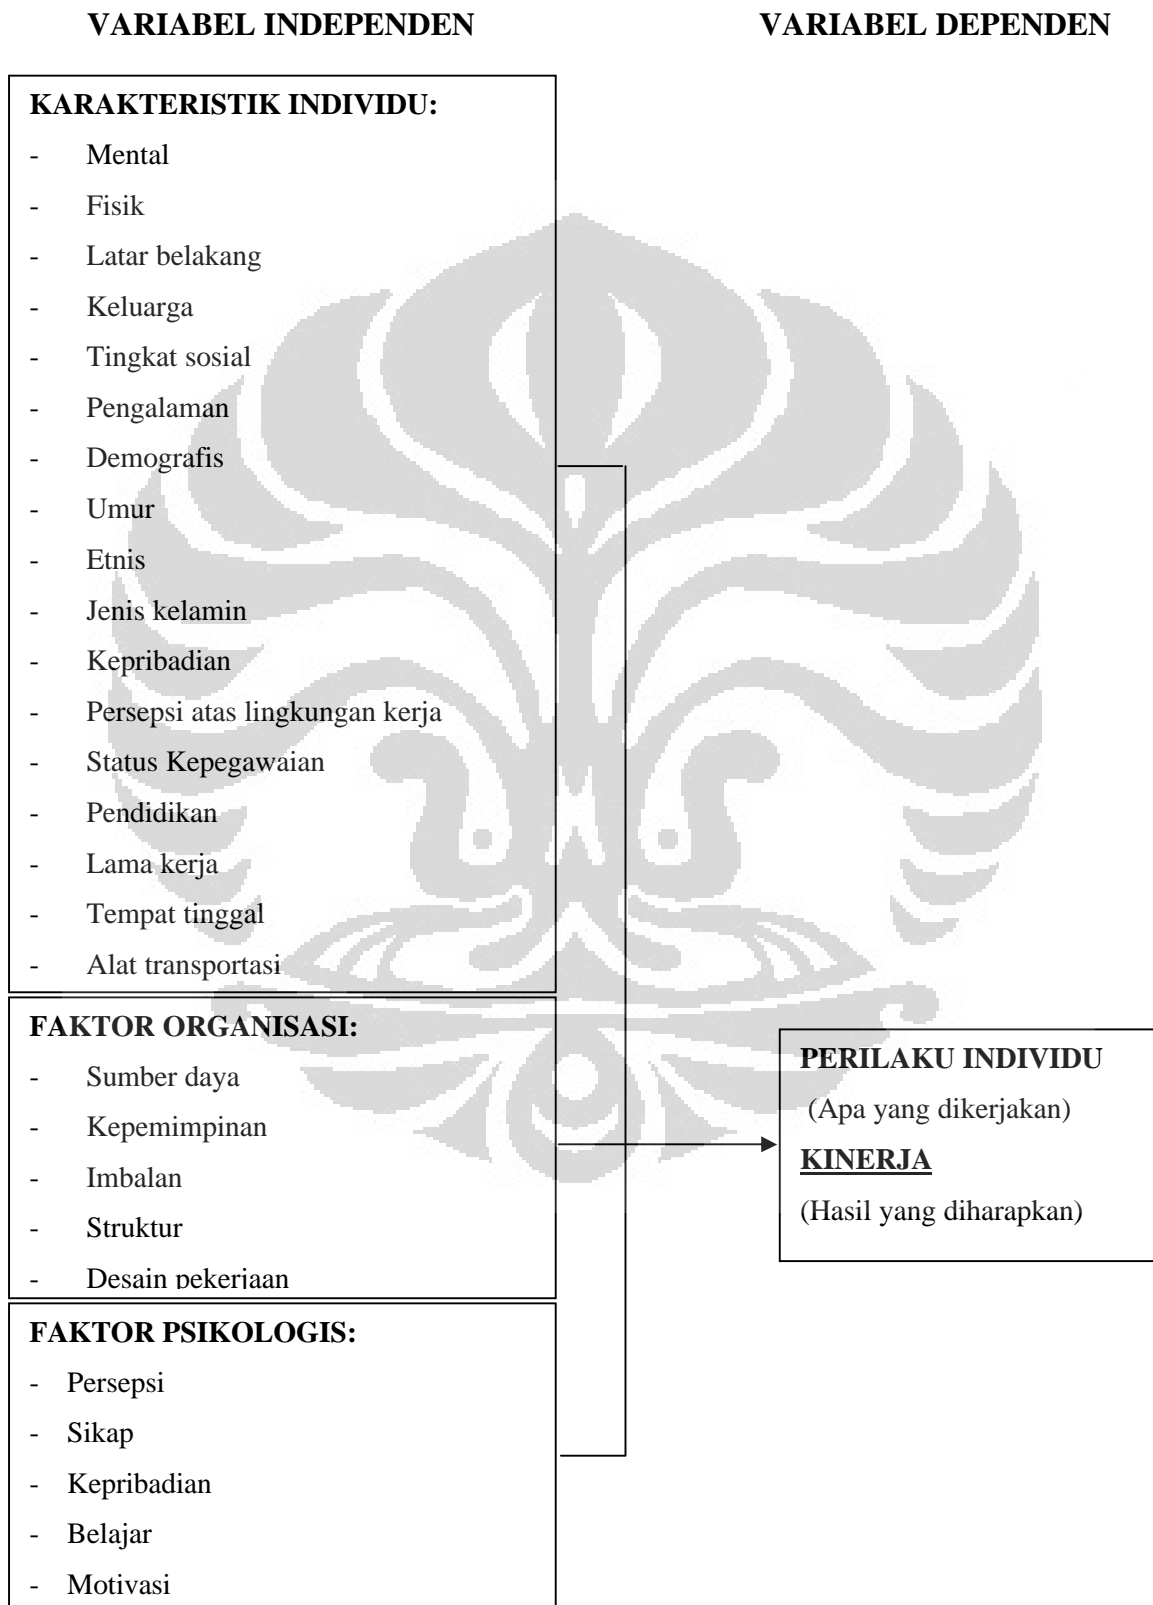 VARIABEL INDEPENDEN
VARIABEL DEPENDEN
KARAKTERISTIK INDIVIDU:
- Mental
- Fisik
- Latar belakang
- Keluarga
- Tingkat sosial
- Pengalaman
- Demografis
- Umur
- Etnis
- Jenis kelamin
- Kepribadian
- Persepsi atas lingkungan kerja
- Status Kepegawaian
- Pendidikan
- Lama kerja
- Tempat tinggal
- Alat transportasi
FAKTOR ORGANISASI:
- Sumber daya
- Kepemimpinan
- Imbalan
- Struktur
- Desain pekerjaan
FAKTOR PSIKOLOGIS:
- Persepsi
- Sikap
- Kepribadian
- Belajar
- Motivasi
PERILAKU INDIVIDU
(Apa yang dikerjakan)
KINERJA
(Hasil yang diharapkan)